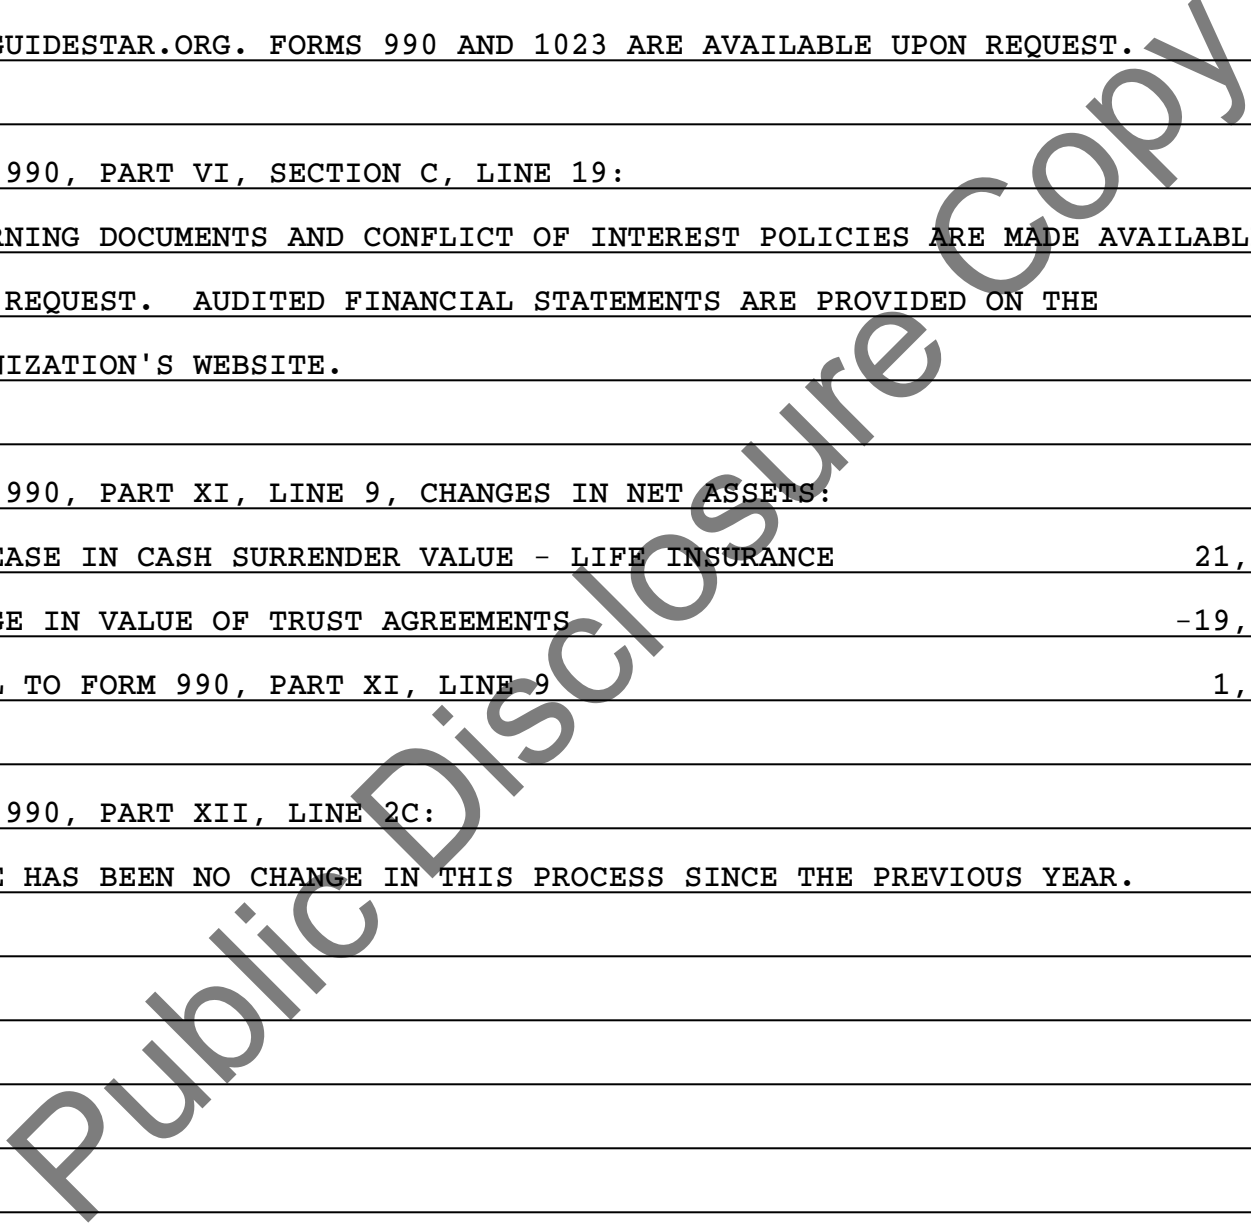 GUIDESTAR.ORG. FORMS 990 AND 1023 ARE AVAILABLE UPON REQUEST.
990, PART VI, SECTION C, LINE 19:
RNING DOCUMENTS AND CONFLICT OF INTEREST POLICIES ARE MADE AVAILABL
REQUEST. AUDITED FINANCIAL STATEMENTS ARE PROVIDED ON THE
NIZATION'S WEBSITE.
990, PART XI, LINE 9, CHANGES IN NET ASSETS:
EASE IN CASH SURRENDER VALUE - LIFE INSURANCE 21,
GE IN VALUE OF TRUST AGREEMENTS -19,
L TO FORM 990, PART XI, LINE 9 1,
990, PART XII, LINE 2C:
E HAS BEEN NO CHANGE IN THIS PROCESS SINCE THE PREVIOUS YEAR.
Public Disclosure Copy